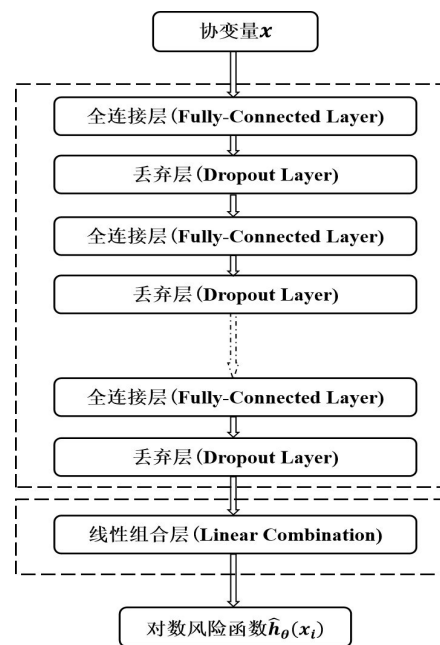 协变量x
全连接层(Fully-Connected Layer)
丢弃层(Dropout Layer)
全连接层(Fully-Connected Layer)
丢弃层(Dropout Layer)
全连接层(Fully-Connected Layer)
丢弃层(Dropout Layer)
线性组合层(Linear Combination)
对数风险函数ĥ_θ(x_i)